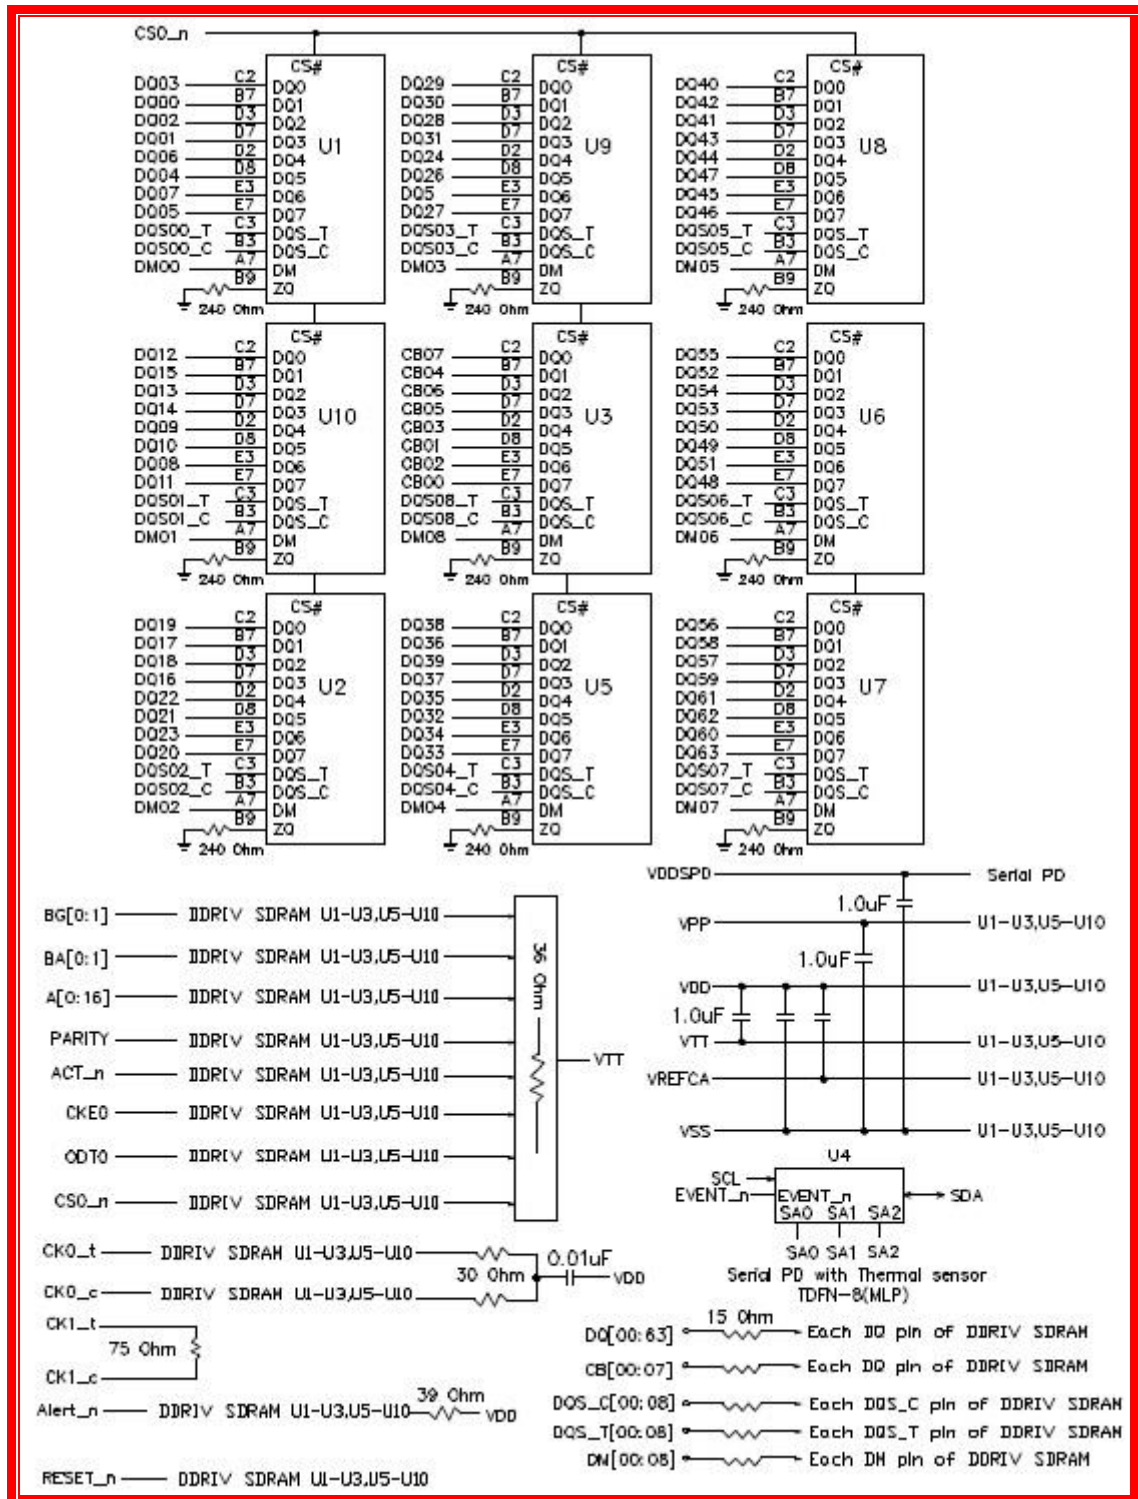 CS0_n
CS# CS# CS#
DQ03 C2 DQ0 DQ29 C2 DQ0 DQ40 C2 DQ0
DQ00 B7 DQ1 DQ30 B7 DQ1 DQ42 B7 DQ1
DQ02 D3 DQ2 DQ28 D3 DQ2 DQ41 D3 DQ2
DQ01 D7 DQ3 U1 DQ31 D7 DQ3 U9 DQ43 D7 DQ3 U8
DQ06 D2 DQ4 DQ24 D2 DQ4 DQ44 D2 DQ4
DQ04 D8 DQ5 DQ26 D8 DQ5 DQ47 D8 DQ5
DQ07 E3 DQ6 DQ5 E3 DQ6 DQ45 E3 DQ6
DQ05 E7 DQ7 DQ27 E7 DQ7 DQ46 E7 DQ7
DQS00_T C3 DQS_T DQS03_T C3 DQS_T DQS05_T C3 DQS_T
DQS00_C B3 DQS_C DQS03_C B3 DQS_C DQS05_C B3 DQS_C
DM00 A7 DM DM03 A7 DM DM05 A7 DM
B9 ZQ B9 ZQ B9 ZQ
240 Ohm 240 Ohm 240 Ohm
CS# CS# CS#
DQ12 C2 DQ0 CB07 C2 DQ0 DQ55 C2 DQ0
DQ15 B7 DQ1 CB04 B7 DQ1 DQ52 B7 DQ1
DQ13 D3 DQ2 CB06 D3 DQ2 DQ54 D3 DQ2
DQ14 D7 DQ3 U10 CB05 D7 DQ3 U3 DQ53 D7 DQ3 U6
DQ09 D2 DQ4 CB03 D2 DQ4 DQ50 D2 DQ4
DQ10 D8 DQ5 CB01 D8 DQ5 DQ49 D8 DQ5
DQ08 E3 DQ6 CB02 E3 DQ6 DQ51 E3 DQ6
DQ11 E7 DQ7 CB00 E7 DQ7 DQ48 E7 DQ7
DQS01_T C3 DQS_T DQS08_T C3 DQS_T DQS06_T C3 DQS_T
DQS01_C B3 DQS_C DQS08_C B3 DQS_C DQS06_C B3 DQS_C
DM01 A7 DM DM08 A7 DM DM06 A7 DM
B9 ZQ B9 ZQ B9 ZQ
240 Ohm 240 Ohm 240 Ohm
CS# CS# CS#
DQ19 C2 DQ0 DQ38 C2 DQ0 DQ56 C2 DQ0
DQ17 B7 DQ1 DQ36 B7 DQ1 DQ58 B7 DQ1
DQ18 D3 DQ2 DQ39 D3 DQ2 DQ57 D3 DQ2
DQ16 D7 DQ3 U2 DQ37 D7 DQ3 U5 DQ59 D7 DQ3 U7
DQ22 D2 DQ4 DQ35 D2 DQ4 DQ61 D2 DQ4
DQ21 D8 DQ5 DQ32 D8 DQ5 DQ62 D8 DQ5
DQ23 E3 DQ6 DQ34 E3 DQ6 DQ60 E3 DQ6
DQ20 E7 DQ7 DQ33 E7 DQ7 DQ63 E7 DQ7
DQS02_T C3 DQS_T DQS04_T C3 DQS_T DQS07_T C3 DQS_T
DQS02_C B3 DQS_C DQS04_C B3 DQS_C DQS07_C B3 DQS_C
DM02 A7 DM DM04 A7 DM DM07 A7 DM
B9 ZQ B9 ZQ B9 ZQ
240 Ohm 240 Ohm 240 Ohm
BG[0:1] DDRIV SDRAM U1-U3,U5-U10
BA[0:1] DDRIV SDRAM U1-U3,U5-U10
A[0:16] DDRIV SDRAM U1-U3,U5-U10
PARITY DDRIV SDRAM U1-U3,U5-U10
ACT_n DDRIV SDRAM U1-U3,U5-U10
CKE0 DDRIV SDRAM U1-U3,U5-U10
ODT0 DDRIV SDRAM U1-U3,U5-U10
CS0_n DDRIV SDRAM U1-U3,U5-U10
36 Ohm
VTT
VDDSPD Serial PD
1.0uF
VPP U1-U3,U5-U10
1.0uF
VDD U1-U3,U5-U10
1.0uF
VTT U1-U3,U5-U10
VREFCA U1-U3,U5-U10
VSS U1-U3,U5-U10
U4
SCL
EVENT_n EVENT_n SDA
SA0 SA1 SA2
SA0 SA1 SA2
Serial PD with Thermal sensor
TDFN-8(MLP)
CK0_t DDRIV SDRAM U1-U3,U5-U10
30 Ohm 0.01uF VDD
CK0_c DDRIV SDRAM U1-U3,U5-U10
CK1_t
75 Ohm
CK1_c
Alert_n DDRIV SDRAM U1-U3,U5-U10 39 Ohm VDD
RESET_n DDRIV SDRAM U1-U3,U5-U10
15 Ohm
DQ[00:63] Each DQ pin of DDRIV SDRAM
CB[00:07] Each DQ pin of DDRIV SDRAM
DQS_C[00:08] Each DQS_C pin of DDRIV SDRAM
DQS_T[00:08] Each DQS_T pin of DDRIV SDRAM
DM[00:08] Each DM pin of DDRIV SDRAM